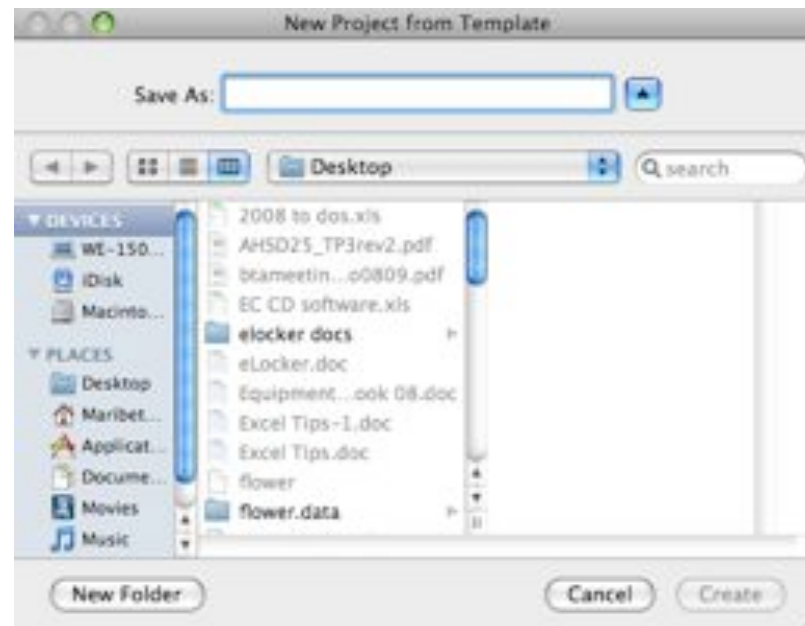 New Project from Template
Save As:
Desktop
search
DEVICES
WE-150...
iDisk
Macinto...
PLACES
Desktop
Maribet...
Applicat...
Docume...
Movies
Music
2008 to dos.xls
AHSD25_TP3rev2.pdf
btameetin...o0809.pdf
EC CD software.xls
elocker docs
eLocker.doc
Equipment...ook 08.doc
Excel Tips-1.doc
Excel Tips.doc
flower
flower.data
New Folder
Cancel
Create